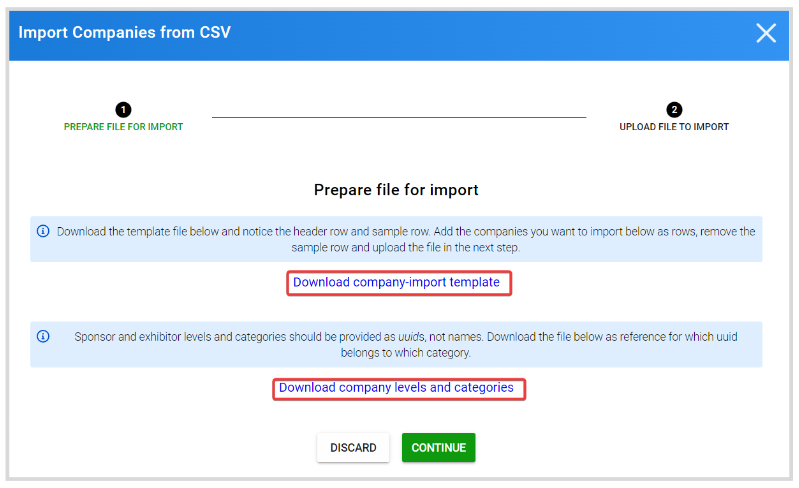 Import Companies from CSV
1
2
PREPARE FILE FOR IMPORT
UPLOAD FILE TO IMPORT
Prepare file for import
Download the template file below and notice the header row and sample row. Add the companies you want to import below as rows, remove the
sample row and upload the file in the next step.
Download company-import template
Sponsor and exhibitor levels and categories should be provided as uuids, not names. Download the file below as reference for which uuid
belongs to which category.
Download company levels and categories
DISCARD
CONTINUE